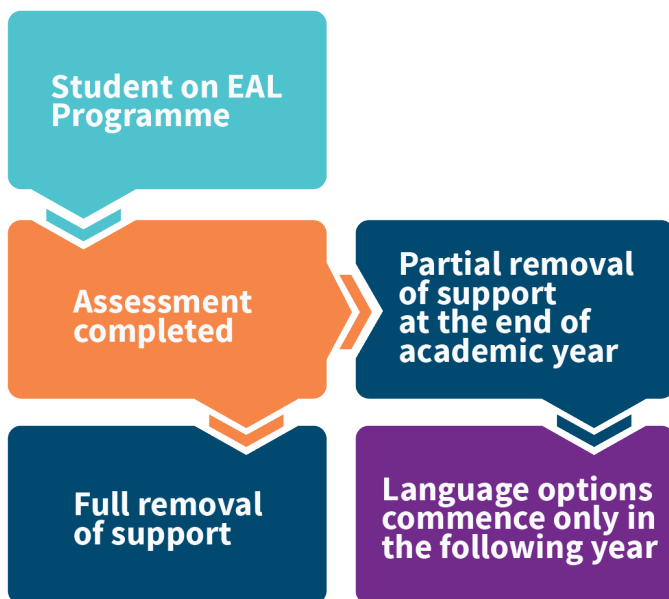 Student on EAL
Programme
Assessment
completed
Partial removal
of support
at the end of
academic year
Full removal
of support
Language options
commence only in
the following year